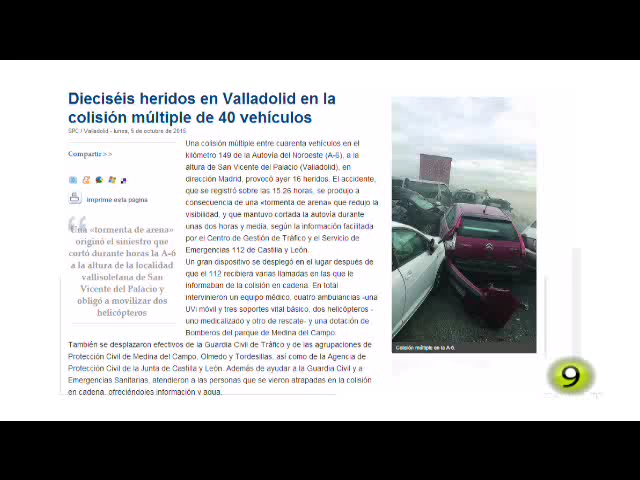 Dieciséis heridos en Valladolid en la
colisión múltiple de 40 vehículos
SPC / Valladolid - lunes, 5 de octubre de 2015
Compartir >>
imprime esta página
Una «tormenta de arena»
originó el siniestro que
cortó durante horas la A-6
a la altura de la localidad
vallisoletana de San
Vicente del Palacio y
obligó a movilizar dos
helicópteros
Una colisión múltiple entre cuarenta vehículos en el
kilómetro 149 de la Autovía del Noroeste (A-6), a la
altura de San Vicente del Palacio (Valladolid), en
dirección Madrid, provocó ayer 16 heridos. El accidente,
que se registró sobre las 15.26 horas, se produjo a
consecuencia de una «tormenta de arena» que redujo la
visibilidad, y que mantuvo cortada la autovía durante
unas dos horas y media, según la información facilitada
por el Centro de Gestión de Tráfico y el Servicio de
Emergencias 112 de Castilla y León.
Un gran dispositivo se desplegó en el lugar después de
que el 112 recibiera varias llamadas en las que le
informaban de la colisión en cadena. En total
intervinieron un equipo médico, cuatro ambulancias -una
UVI móvil y tres soportes vital básico, dos helicópteros -
uno medicalizado y otro de rescate- y una dotación de
Bomberos del parque de Medina del Campo.
También se desplazaron efectivos de la Guardia Civil de Tráfico y de las agrupaciones de
Protección Civil de Medina del Campo, Olmedo y Tordesillas, así como de la Agencia de
Protección Civil de la Junta de Castilla y León. Además de ayudar a la Guardia Civil y a
Emergencias Sanitarias, atendieron a las personas que se vieron atrapadas en la colisión
en cadena, ofreciéndoles información y agua.
Colisión múltiple en la A-6.
9